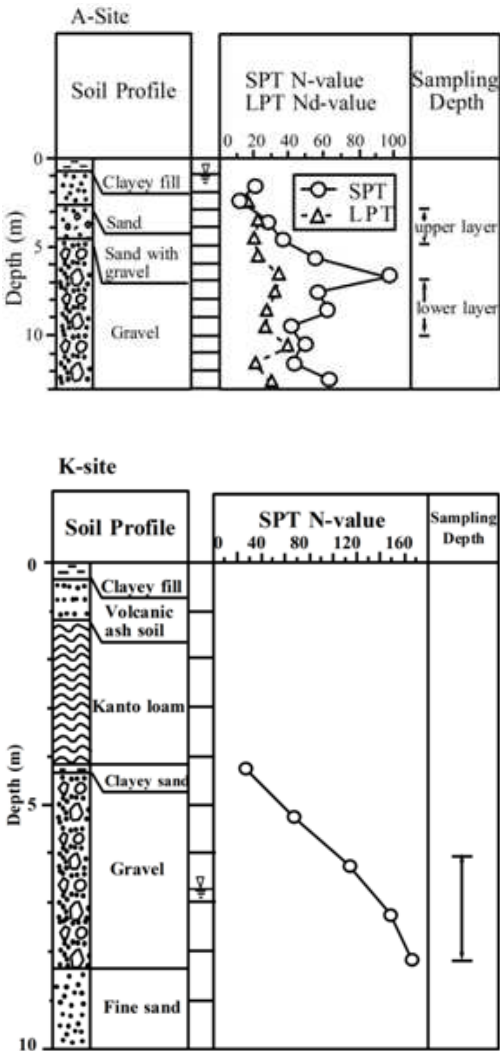 A-Site
Soil Profile
SPT N-value
LPT Nd-value
Sampling
Depth
0 20 40 60 80 100
0
5
10
Depth (m)
Clayey fill
Sand
Sand with
gravel
Gravel
SPT
LPT
upper layer
lower layer
K-site
Soil Profile
SPT N-value
Sampling
Depth
0 40 80 120 160
0
5
10
Depth (m)
Clayey fill
Volcanic
ash soil
Kanto loam
Clayey sand
Gravel
Fine sand